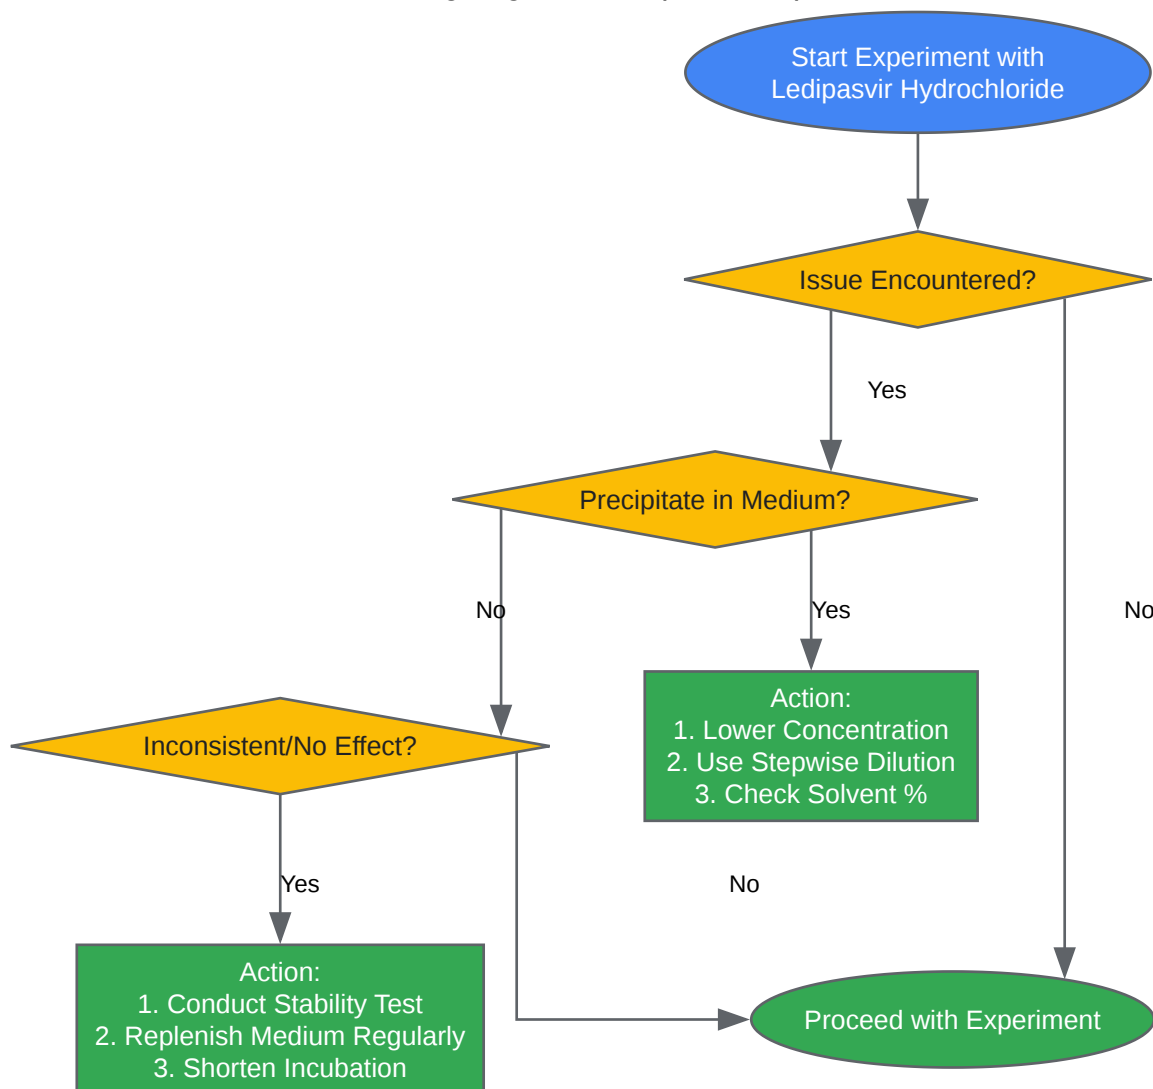 Start Experiment with
Ledipasvir Hydrochloride
Issue Encountered?
Yes
Precipitate in Medium?
No
Yes
No
Action:
1. Lower Concentration
2. Use Stepwise Dilution
3. Check Solvent %
Inconsistent/No Effect?
Yes
No
Action:
1. Conduct Stability Test
2. Replenish Medium Regularly
3. Shorten Incubation
Proceed with Experiment